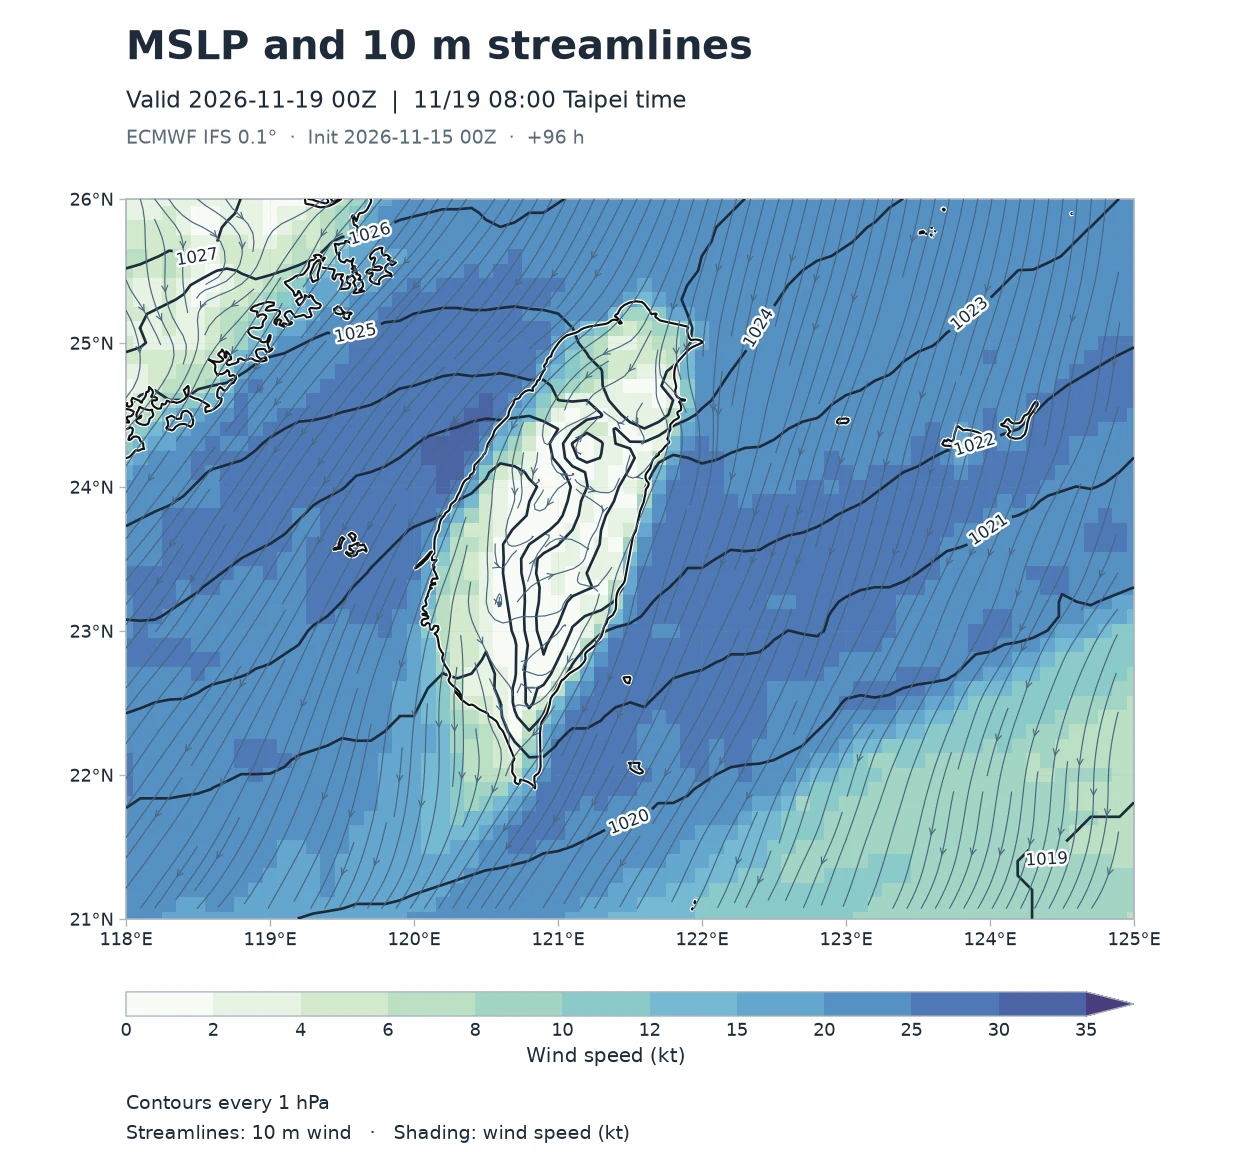 MSLP and 10 m streamlines
Valid 2026-11-19 00Z | 11/19 08:00 Taipei time
ECMWF IFS 0.1° · Init 2026-11-15 00Z · +96 h
26°N
1026
1027
1023
1024
1025
25°N
1022
24°N
1021
23°N
22°N
1020
1019
21°N
118°E 119°E 120°E 121°E 122°E 123°E 124°E 125°E
0 2 4 6 8 10 12 15 20 25 30 35
Wind speed (kt)
Contours every 1 hPa
Streamlines: 10 m wind · Shading: wind speed (kt)